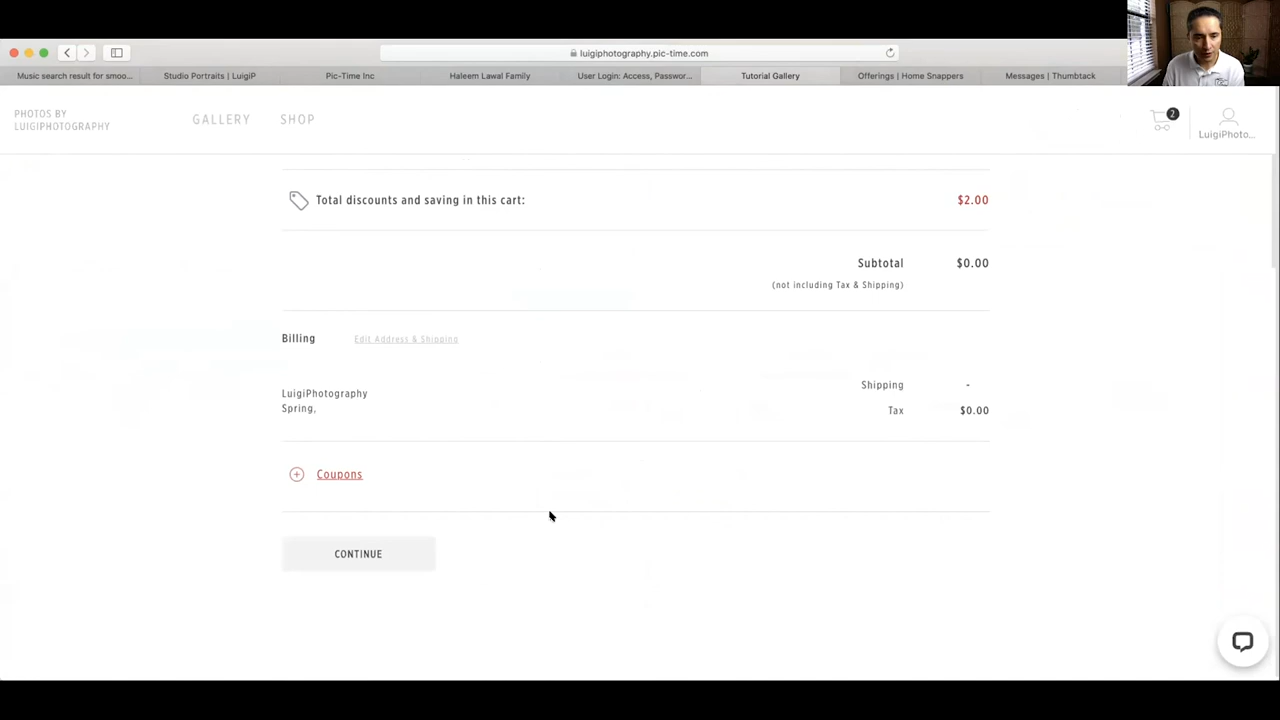 luigiphotography.pic-time.com
Music search result for smoo...
Studio Portraits | LuigiP
Pic-Time Inc
Haleem Lawal Family
User Login: Access, Passwor...
Tutorial Gallery
Offerings | Home Snappers
Messages | Thumbtack
PHOTOS BY
LUIGIPHOTOGRAPHY
GALLERY
SHOP
2
LuigiPhoto...
Total discounts and saving in this cart:
$2.00
Subtotal
$0.00
(not including Tax & Shipping)
Billing
Edit Address & Shipping
LuigiPhotography
Spring,
Shipping
-
Tax
$0.00
Coupons
CONTINUE